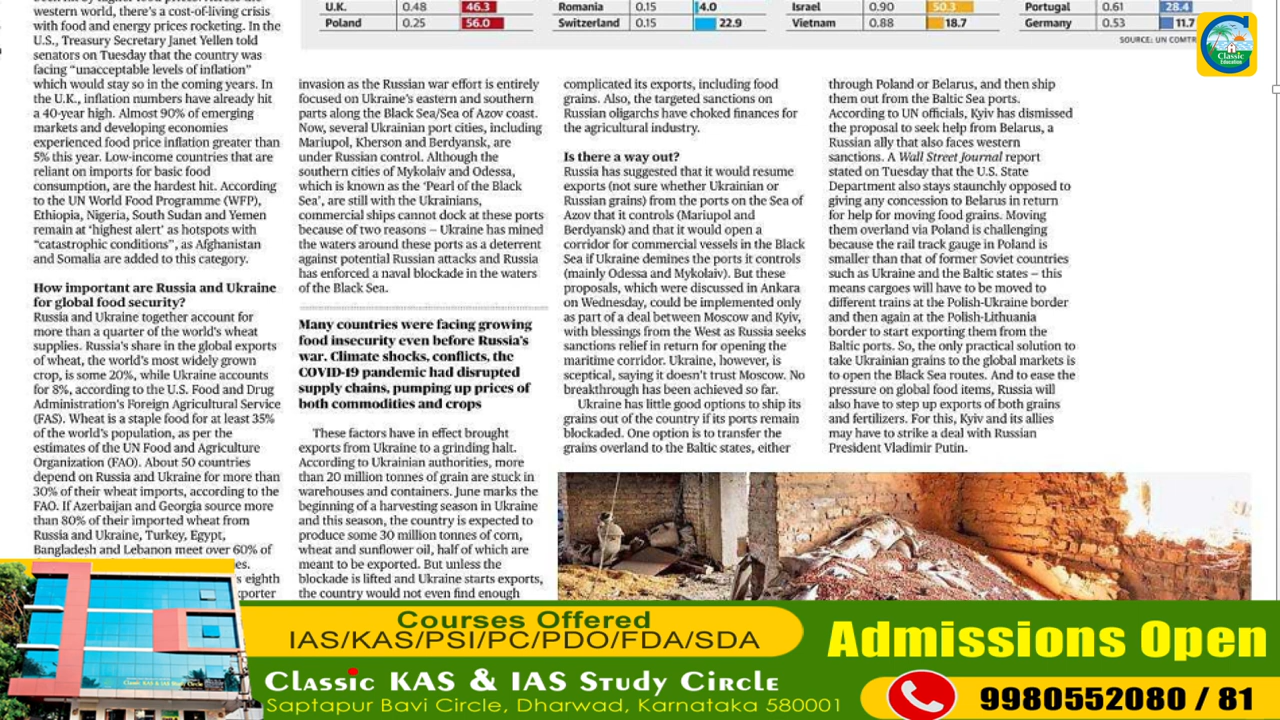 U.K. 0.48 46.3 Romania 0.15 4.0 Israel 0.90 50.3 Portugal 0.61 28.4
Poland 0.25 56.0 Switzerland 0.15 22.9 Vietnam 0.88 18.7 Germany 0.53 11.7
SOURCE: UN COMTR
Classic
Education
western world, there's a cost-of-living crisis
with food and energy prices rocketing. In the
U.S., Treasury Secretary Janet Yellen told
senators on Tuesday that the country was
facing “unacceptable levels of inflation”
which would stay so in the coming years. In
the U.K., inflation numbers have already hit
a 40-year high. Almost 90% of emerging
markets and developing economies
experienced food price inflation greater than
5% this year. Low-income countries that are
reliant on imports for basic food
consumption, are the hardest hit. According
to the UN World Food Programme (WFP),
Ethiopia, Nigeria, South Sudan and Yemen
remain at ‘highest alert’ as hotspots with
“catastrophic conditions”, as Afghanistan
and Somalia are added to this category.
How important are Russia and Ukraine
for global food security?
Russia and Ukraine together account for
more than a quarter of the world's wheat
supplies. Russia's share in the global exports
of wheat, the world's most widely grown
crop, is some 20%, while Ukraine accounts
for 8%, according to the U.S. Food and Drug
Administration's Foreign Agricultural Service
(FAS). Wheat is a staple food for at least 35%
of the world's population, as per the
estimates of the UN Food and Agriculture
Organization (FAO). About 50 countries
depend on Russia and Ukraine for more than
30% of their wheat imports, according to the
FAO. If Azerbaijan and Georgia source more
than 80% of their imported wheat from
Russia and Ukraine, Turkey, Egypt,
Bangladesh and Lebanon meet over 60% of
es.
s eighth
xporter
invasion as the Russian war effort is entirely
focused on Ukraine's eastern and southern
parts along the Black Sea/Sea of Azov coast.
Now, several Ukrainian port cities, including
Mariupol, Kherson and Berdyansk, are
under Russian control. Although the
southern cities of Mykolaiv and Odessa,
which is known as the ‘Pearl of the Black
Sea’, are still with the Ukrainians,
commercial ships cannot dock at these ports
because of two reasons — Ukraine has mined
the waters around these ports as a deterrent
against potential Russian attacks and Russia
has enforced a naval blockade in the waters
of the Black Sea.
Many countries were facing growing
food insecurity even before Russia's
war. Climate shocks, conflicts, the
COVID-19 pandemic had disrupted
supply chains, pumping up prices of
both commodities and crops
These factors have in effect brought
exports from Ukraine to a grinding halt.
According to Ukrainian authorities, more
than 20 million tonnes of grain are stuck in
warehouses and containers. June marks the
beginning of a harvesting season in Ukraine
and this season, the country is expected to
produce some 30 million tonnes of corn,
wheat and sunflower oil, half of which are
meant to be exported. But unless the
blockade is lifted and Ukraine starts exports,
the country would not even find enough
complicated its exports, including food
grains. Also, the targeted sanctions on
Russian oligarchs have choked finances for
the agricultural industry.
Is there a way out?
Russia has suggested that it would resume
exports (not sure whether Ukrainian or
Russian grains) from the ports on the Sea of
Azov that it controls (Mariupol and
Berdyansk) and that it would open a
corridor for commercial vessels in the Black
Sea if Ukraine demines the ports it controls
(mainly Odessa and Mykolaiv). But these
proposals, which were discussed in Ankara
on Wednesday, could be implemented only
as part of a deal between Moscow and Kyiv,
with blessings from the West as Russia seeks
sanctions relief in return for opening the
maritime corridor. Ukraine, however, is
sceptical, saying it doesn't trust Moscow. No
breakthrough has been achieved so far.
Ukraine has little good options to ship its
grains out of the country if its ports remain
blockaded. One option is to transfer the
grains overland to the Baltic states, either
through Poland or Belarus, and then ship
them out from the Baltic Sea ports.
According to UN officials, Kyiv has dismissed
the proposal to seek help from Belarus, a
Russian ally that also faces western
sanctions. A Wall Street Journal report
stated on Tuesday that the U.S. State
Department also stays staunchly opposed to
giving any concession to Belarus in return
for help for moving food grains. Moving
them overland via Poland is challenging
because the rail track gauge in Poland is
smaller than that of former Soviet countries
such as Ukraine and the Baltic states — this
means cargoes will have to be moved to
different trains at the Polish-Ukraine border
and then again at the Polish-Lithuania
border to start exporting them from the
Baltic ports. So, the only practical solution to
take Ukrainian grains to the global markets is
to open the Black Sea routes. And to ease the
pressure on global food items, Russia will
also have to step up exports of both grains
and fertilizers. For this, Kyiv and its allies
may have to strike a deal with Russian
President Vladimir Putin.
Courses Offered
IAS/KAS/PSI/PC/PDO/FDA/SDA
Classic KAS & IAS Study Circle
Saptapur Bavi Circle, Dharwad, Karnataka 580001
Admissions Open
9980552080 / 81